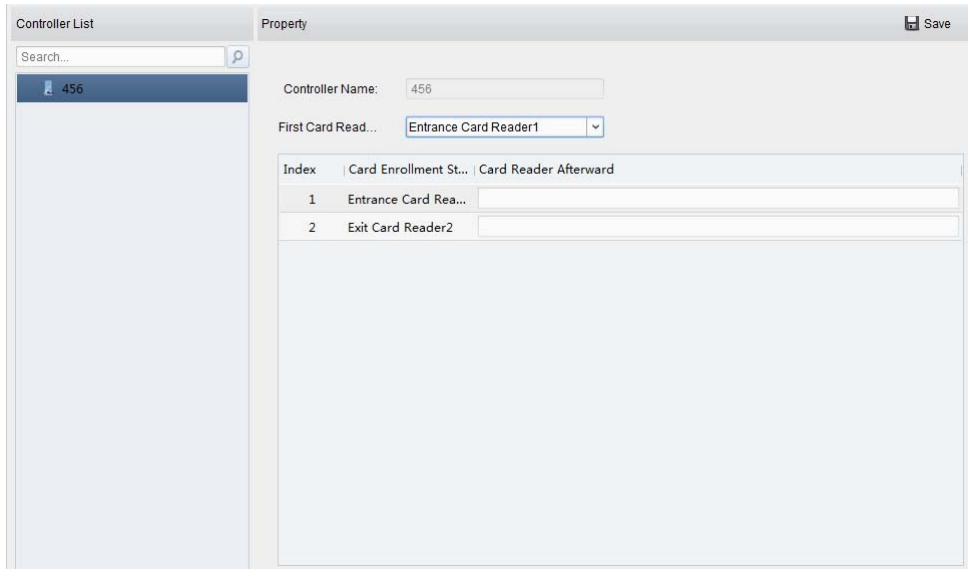 Controller List
Property
Save
Search...
456
Controller Name: 456
First Card Read... Entrance Card Reader1
Index Card Enrollment St... Card Reader Afterward
1 Entrance Card Rea...
2 Exit Card Reader2